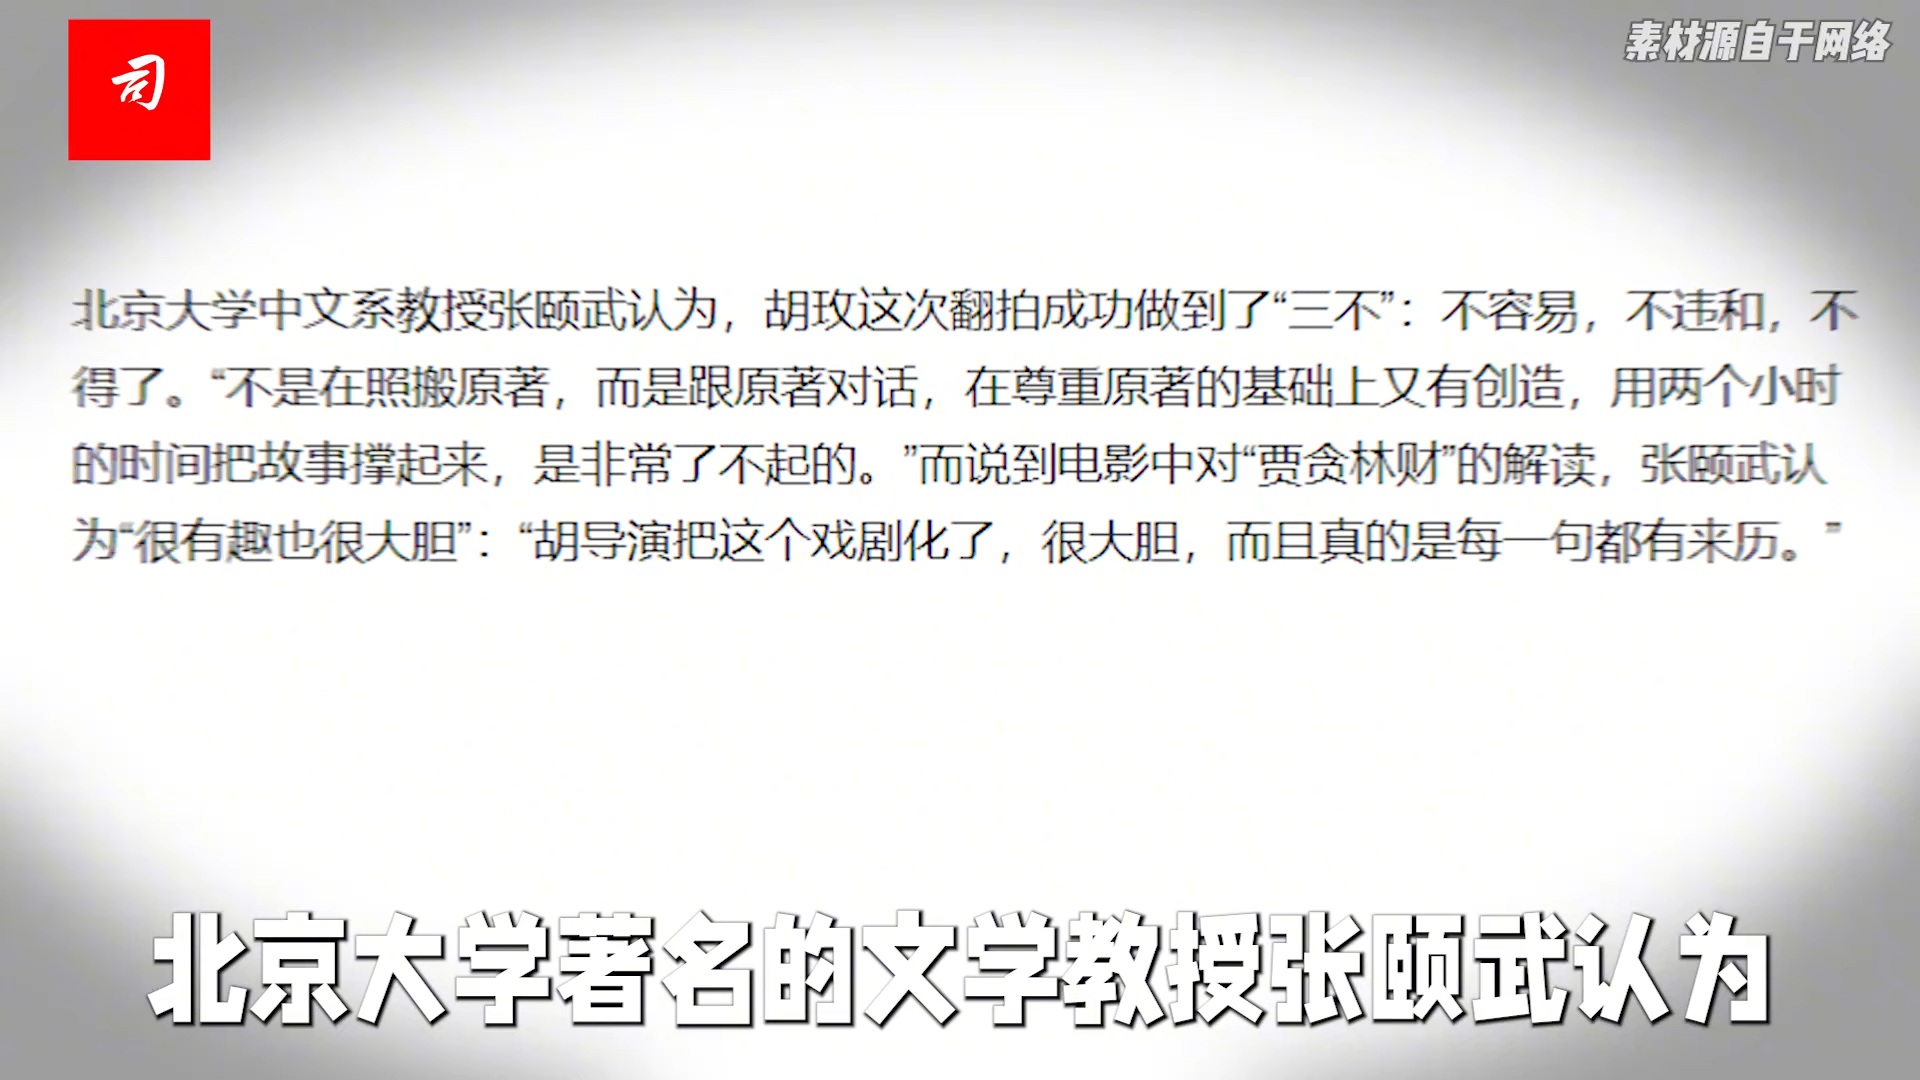 司
素材源自于网络
北京大学中文系教授张颐武认为，胡玫这次翻拍成功做到了“三不”：不容易，不违和，不
得了。“不是在照搬原著，而是跟原著对话，在尊重原著的基础上又有创造，用两个小时
的时间把故事撑起来，是非常了不起的。”而说到电影中对“贾贪林财”的解读，张颐武认
为“很有趣也很大胆”：“胡导演把这个戏剧化了，很大胆，而且真的是每一句都有来历。”
北京大学著名的文学教授张颐武认为